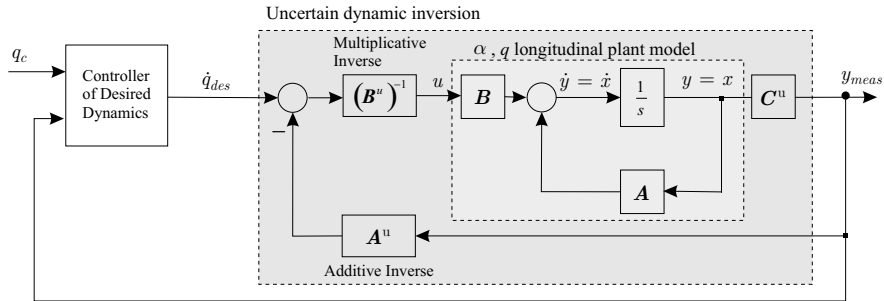 Uncertain dynamic inversion
Multiplicative
Inverse
α , q longitudinal plant model
q_c
Controller
of Desired
Dynamics
q̇_des
(B^u)^-1
u
B
ẏ = ẋ
1
s
y = x
C^u
y_meas
−
A
A^u
Additive Inverse